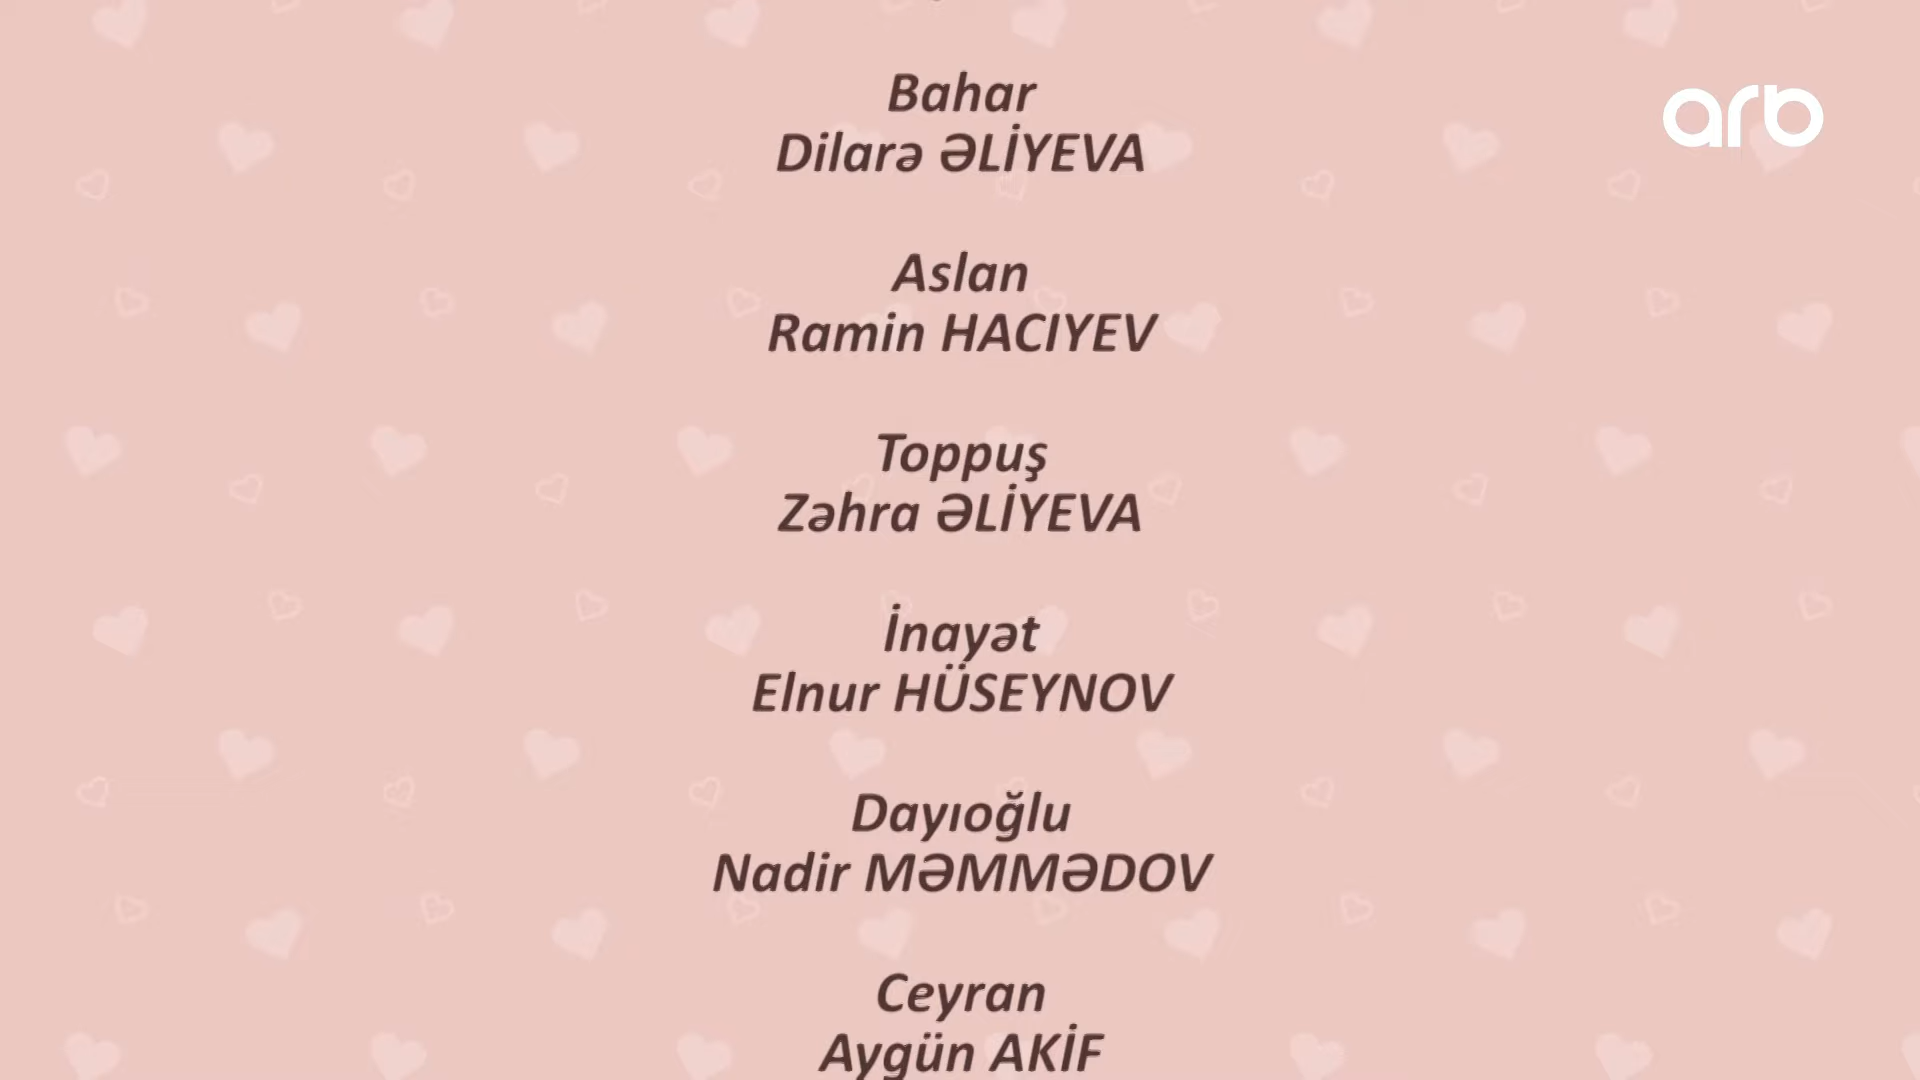 arb
Bahar
Dilarə ƏLİYEVA
Aslan
Ramin HACIYEV
Toppuş
Zəhra ƏLİYEVA
İnayət
Elnur HÜSEYNOV
Dayıoğlu
Nadir MƏMMƏDOV
Ceyran
Aygün AKİF